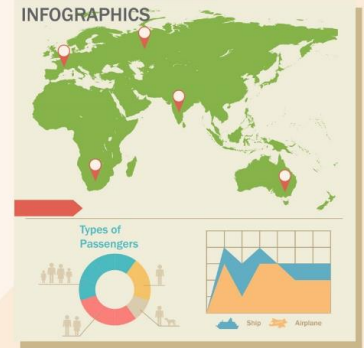 INFOGRAPHICS
Types of
Passengers
Ship
Airplane